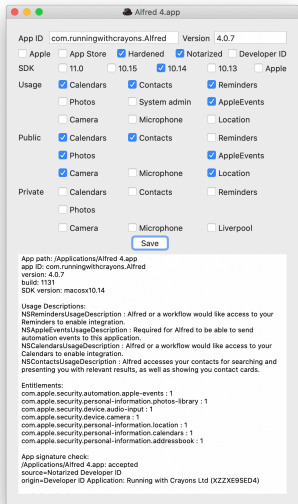 Alfred 4.app
App ID com.runningwithcrayons.Alfred Version 4.0.7
Apple App Store Hardened Notarized Developer ID
SDK 11.0 10.15 10.14 10.13 Apple
Usage Calendars Contacts Reminders
Photos System admin AppleEvents
Camera Microphone Location
Public Calendars Contacts Reminders
Photos AppleEvents
Camera Microphone Location
Private Calendars Contacts Reminders
Photos
Camera Microphone Liverpool
Save
App path: /Applications/Alfred 4.app
app ID: com.runningwithcrayons.Alfred
version: 4.0.7
build: 1131
SDK version: macosx10.14
Usage Descriptions:
NSRemindersUsageDescription : Alfred or a workflow would like access to your
Reminders to enable integration.
NSAppleEventsUsageDescription : Required for Alfred to be able to send
automation events to this application.
NSCalendarsUsageDescription : Alfred or a workflow would like access to your
Calendars to enable integration.
NSContactsUsageDescription : Alfred accesses your contacts for searching and
presenting you with relevant results, as well as showing you contact cards.
Entitlements:
com.apple.security.automation.apple-events : 1
com.apple.security.personal-information.photos-library : 1
com.apple.security.device.audio-input : 1
com.apple.security.device.camera : 1
com.apple.security.personal-information.location : 1
com.apple.security.personal-information.calendars : 1
com.apple.security.personal-information.addressbook : 1
App signature check:
/Applications/Alfred 4.app: accepted
source=Notarized Developer ID
origin=Developer ID Application: Running with Crayons Ltd (XZZXE9SED4)